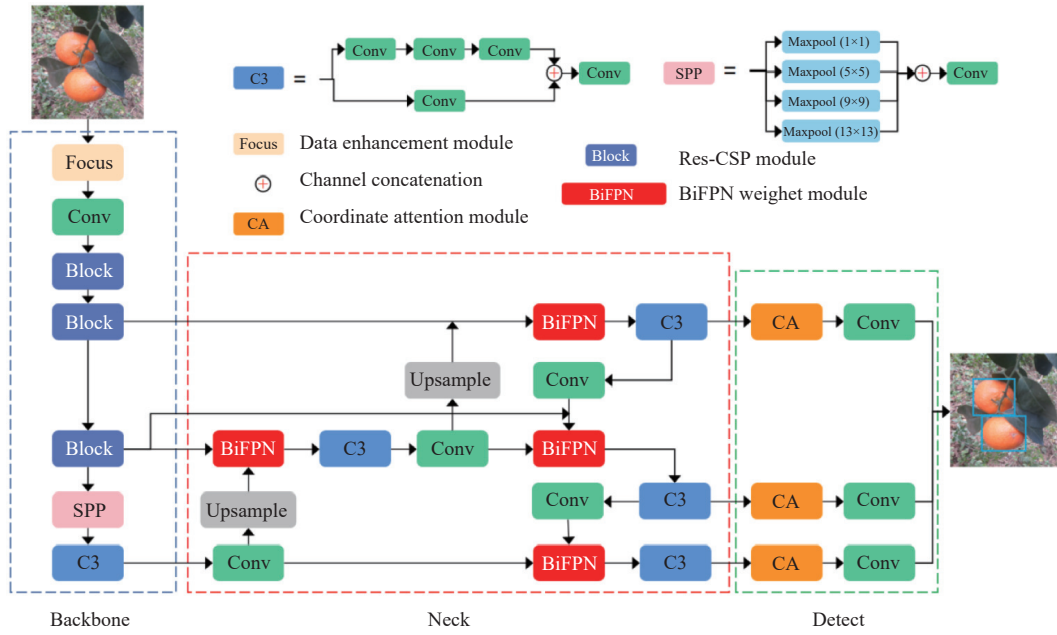 C3
=
Conv
Conv
Conv
Conv
Conv
SPP
=
Maxpool (1×1)
Maxpool (5×5)
Maxpool (9×9)
Maxpool (13×13)
Conv
Focus
Data enhancement module
Channel concatenation
CA
Coordinate attention module
Block
Res-CSP module
BiFPN
BiFPN weighet module
Focus
Conv
Block
Block
Block
SPP
C3
Backbone
BiFPN
C3
Conv
Upsample
Conv
BiFPN
C3
Upsample
Conv
BiFPN
Conv
C3
BiFPN
C3
Neck
CA
Conv
CA
Conv
CA
Conv
Detect